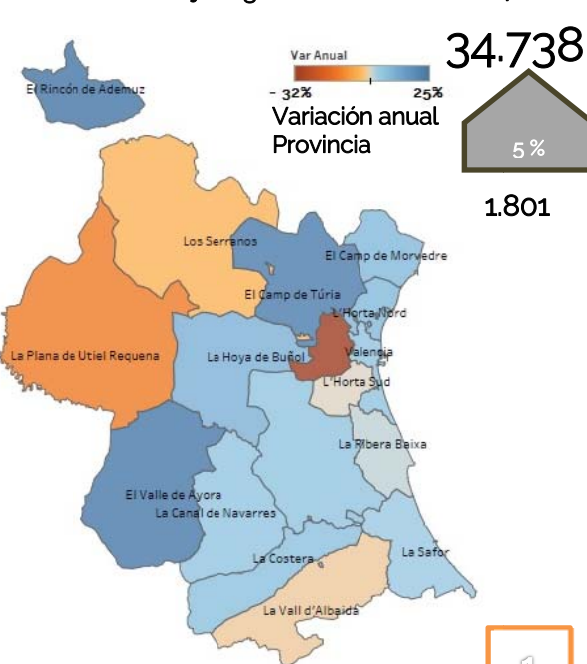 Var Anual
34.738
- 32%
25%
Variación anual
Provincia
5 %
1.801
El Rincón de Ademuz
Los Serranos
El Camp de Morvedre
El Camp de Túria
L'Horta Nord
La Plana de Utiel Requena
La Hoya de Buñol
Valencia
L'Horta Sud
La Ribera Baixa
El Valle de Ayora
La Canal de Navarres
La Costera
La Safor
La Vall d'Albaida